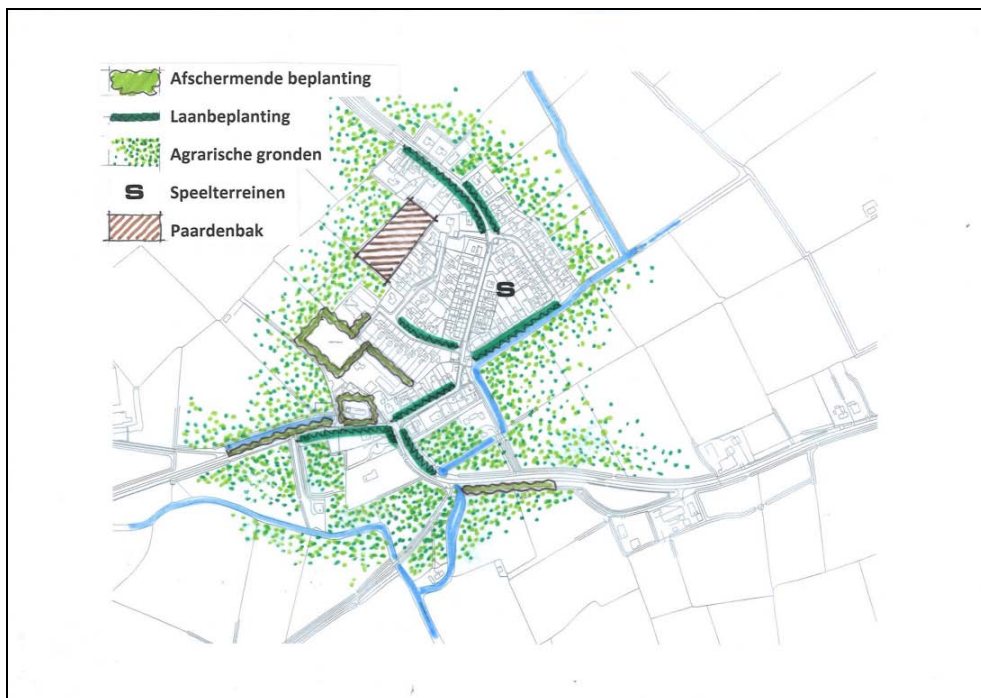 Afschermende beplanting
Laanbeplanting
Agrarische gronden
S Speelterreinen
Paardenbak
S